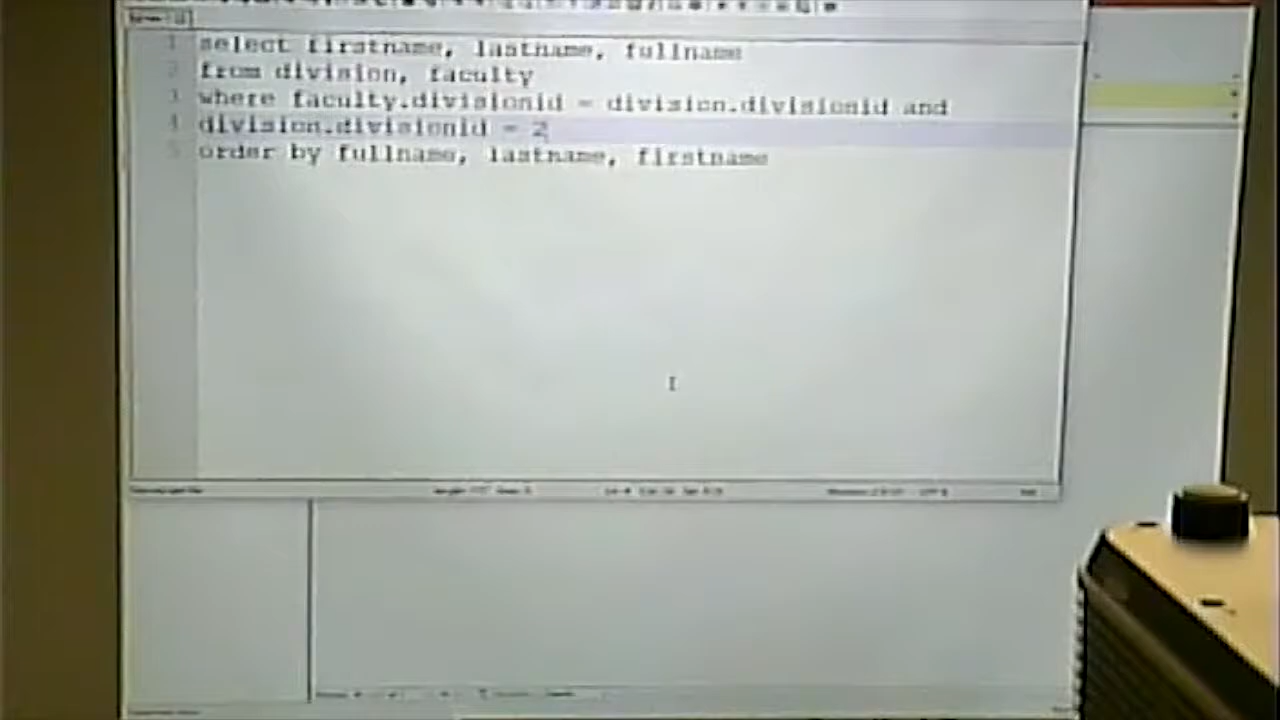 select firstname, lastname, fullname
from division, faculty
where faculty.divisionid = division.divisionid and
division.divisionid = 2
order by fullname, lastname, firstname